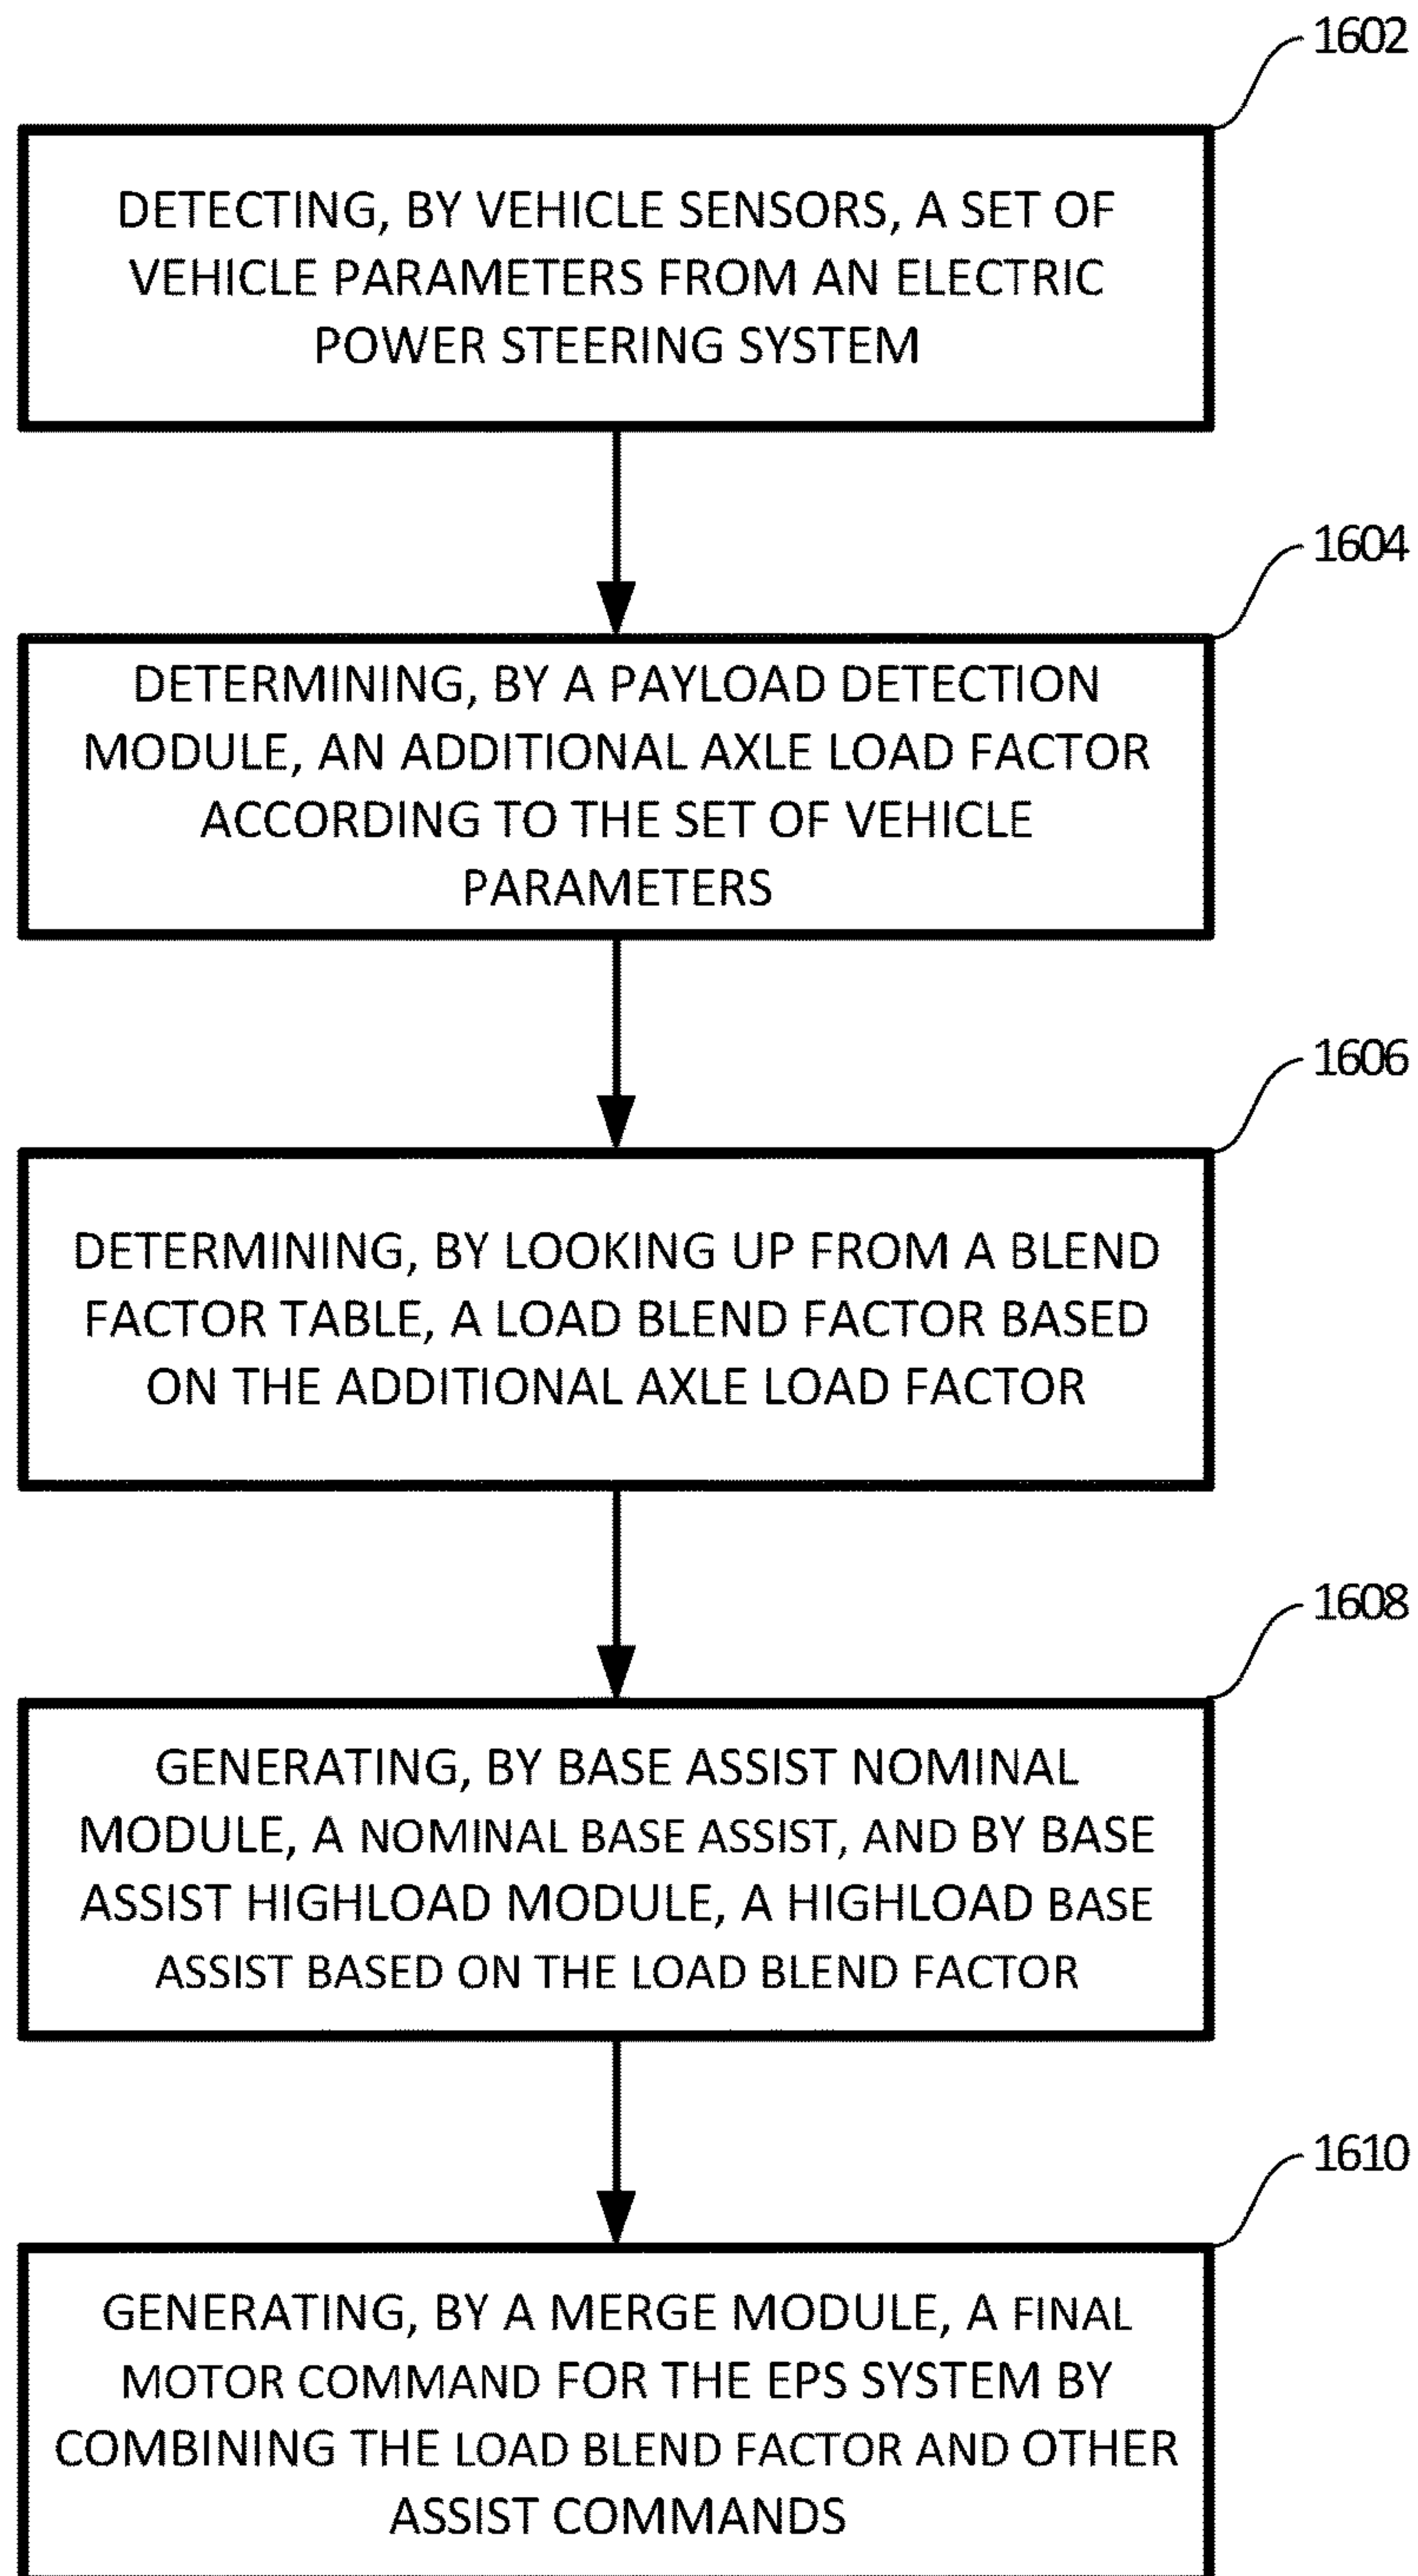 1602
DETECTING, BY VEHICLE SENSORS, A SET OF
VEHICLE PARAMETERS FROM AN ELECTRIC
POWER STEERING SYSTEM
1604
DETERMINING, BY A PAYLOAD DETECTION
MODULE, AN ADDITIONAL AXLE LOAD FACTOR
ACCORDING TO THE SET OF VEHICLE
PARAMETERS
1606
DETERMINING, BY LOOKING UP FROM A BLEND
FACTOR TABLE, A LOAD BLEND FACTOR BASED
ON THE ADDITIONAL AXLE LOAD FACTOR
1608
GENERATING, BY BASE ASSIST NOMINAL
MODULE, A NOMINAL BASE ASSIST, AND BY BASE
ASSIST HIGHLOAD MODULE, A HIGHLOAD BASE
ASSIST BASED ON THE LOAD BLEND FACTOR
1610
GENERATING, BY A MERGE MODULE, A FINAL
MOTOR COMMAND FOR THE EPS SYSTEM BY
COMBINING THE LOAD BLEND FACTOR AND OTHER
ASSIST COMMANDS